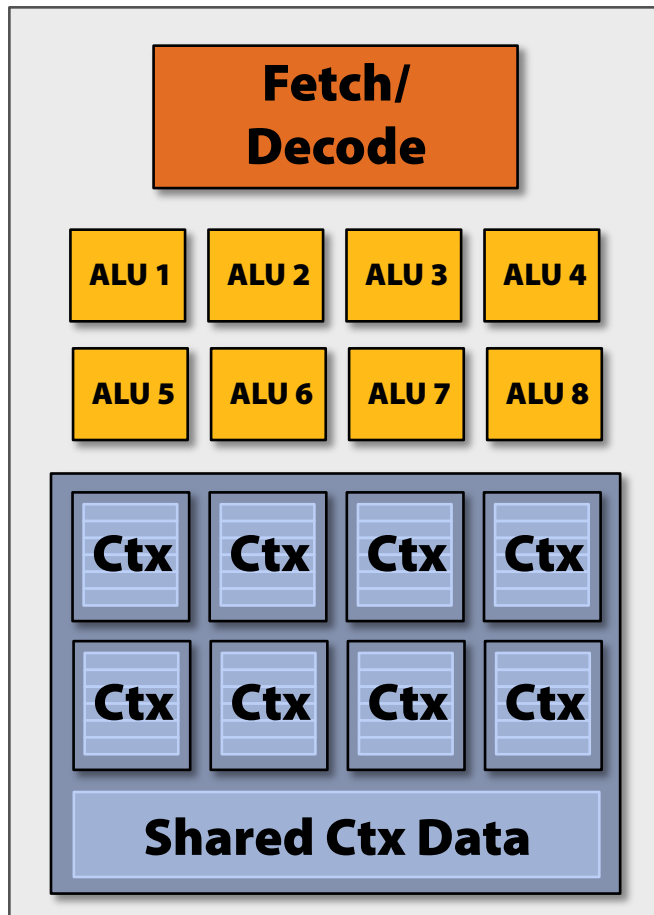 Fetch/
Decode
ALU 1 ALU 2 ALU 3 ALU 4
ALU 5 ALU 6 ALU 7 ALU 8
Ctx Ctx Ctx Ctx
Ctx Ctx Ctx Ctx
Shared Ctx Data